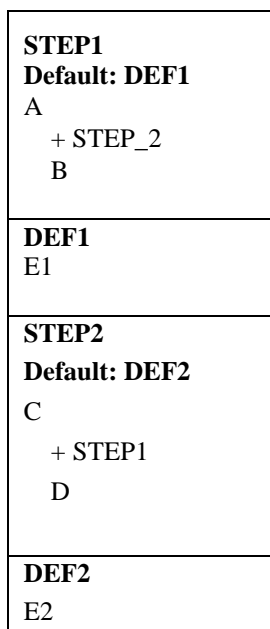 STEP1
Default: DEF1
A
+ STEP_2
B
DEF1
E1
STEP2
Default: DEF2
C
+ STEP1
D
DEF2
E2